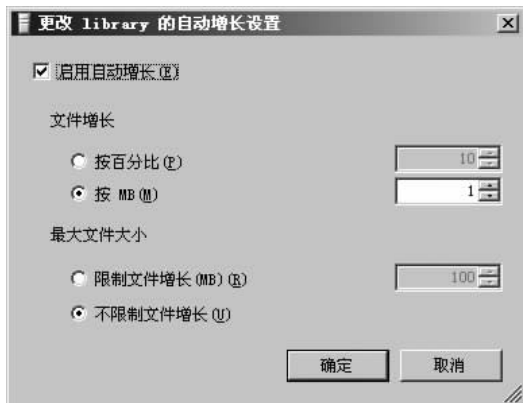 更改 library 的自动增长设置
启用自动增长(E)
文件增长
按百分比(P) 10
按 MB(M) 1
最大文件大小
限制文件增长(MB)(R) 100
不限制文件增长(U)
确定 取消